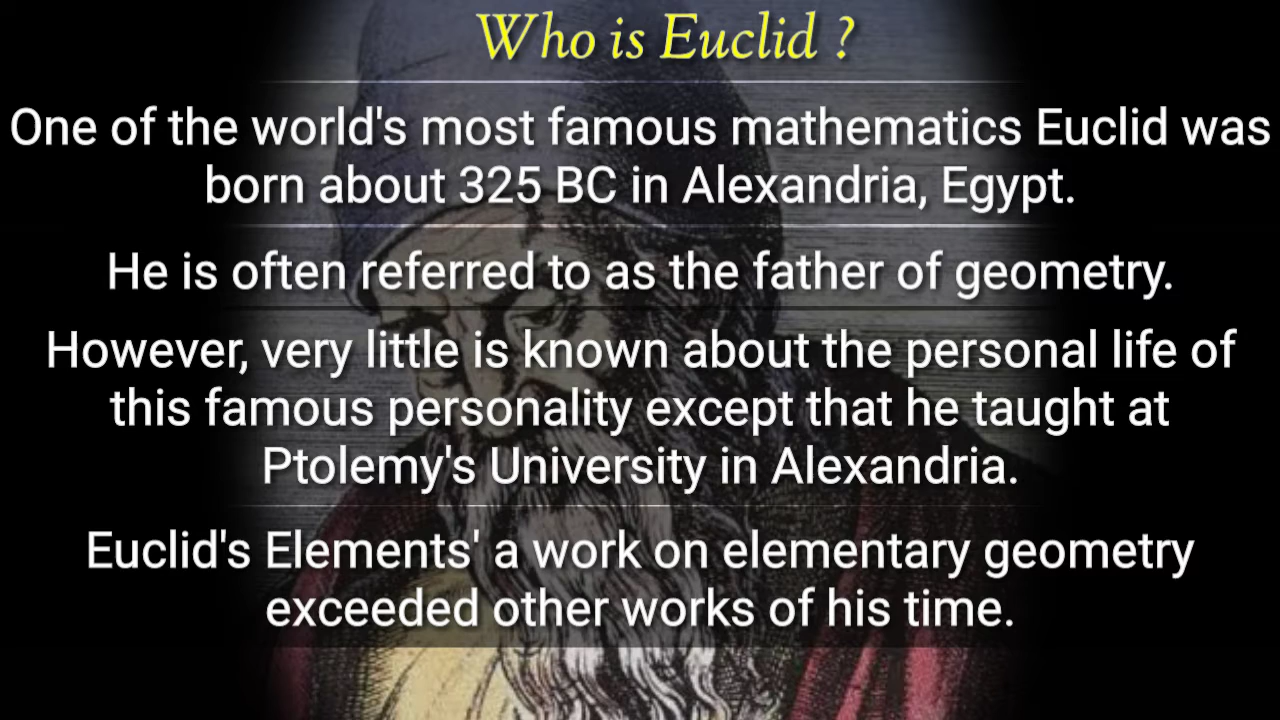 Who is Euclid ?
One of the world's most famous mathematics Euclid was
born about 325 BC in Alexandria, Egypt.
He is often referred to as the father of geometry.
However, very little is known about the personal life of
this famous personality except that he taught at
Ptolemy's University in Alexandria.
Euclid's Elements' a work on elementary geometry
exceeded other works of his time.